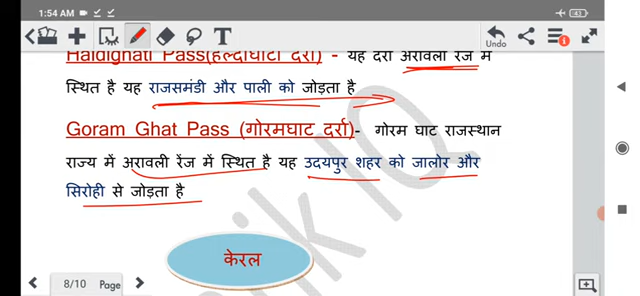 1:54 AM
43
Undo
Haldighati Pass(हल्दीघाटी दर्रा) - यह दर्रा अरावली रेंज में
स्थित है यह राजसमंडी और पाली को जोड़ता है
Goram Ghat Pass (गोरमघाट दर्रा)- गोरम घाट राजस्थान
राज्य में अरावली रेंज में स्थित है यह उदयपुर शहर को जालोर और
सिरोही से जोड़ता है
केरल
8/10 Page